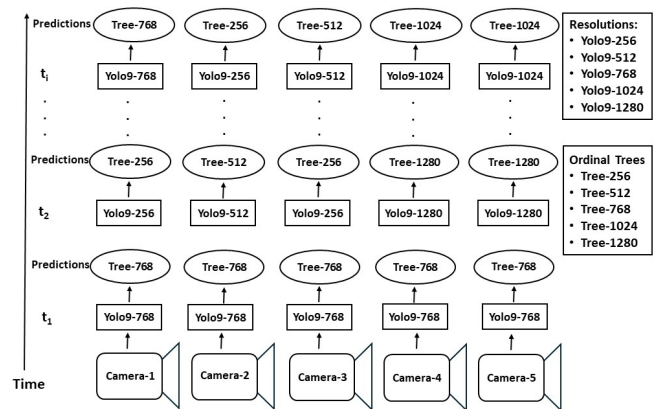 Predictions Tree-768 Tree-256 Tree-512 Tree-1024 Tree-1024
ti Yolo9-768 Yolo9-256 Yolo9-512 Yolo9-1024 Yolo9-1024
Predictions Tree-256 Tree-512 Tree-256 Tree-1280 Tree-1280
t2 Yolo9-256 Yolo9-512 Yolo9-256 Yolo9-1280 Yolo9-1280
Predictions Tree-768 Tree-768 Tree-768 Tree-768 Tree-768
t1 Yolo9-768 Yolo9-768 Yolo9-768 Yolo9-768 Yolo9-768
Camera-1 Camera-2 Camera-3 Camera-4 Camera-5
Time
Resolutions:
• Yolo9-256
• Yolo9-512
• Yolo9-768
• Yolo9-1024
• Yolo9-1280
Ordinal Trees
• Tree-256
• Tree-512
• Tree-768
• Tree-1024
• Tree-1280